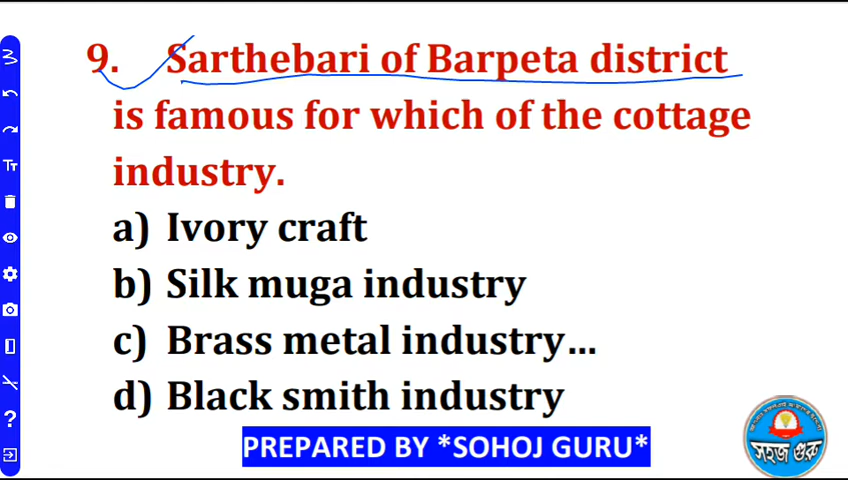 9. Sarthebari of Barpeta district
is famous for which of the cottage
industry.
a) Ivory craft
b) Silk muga industry
c) Brass metal industry...
d) Black smith industry
PREPARED BY *SOHOJ GURU*
সহজ গুরু